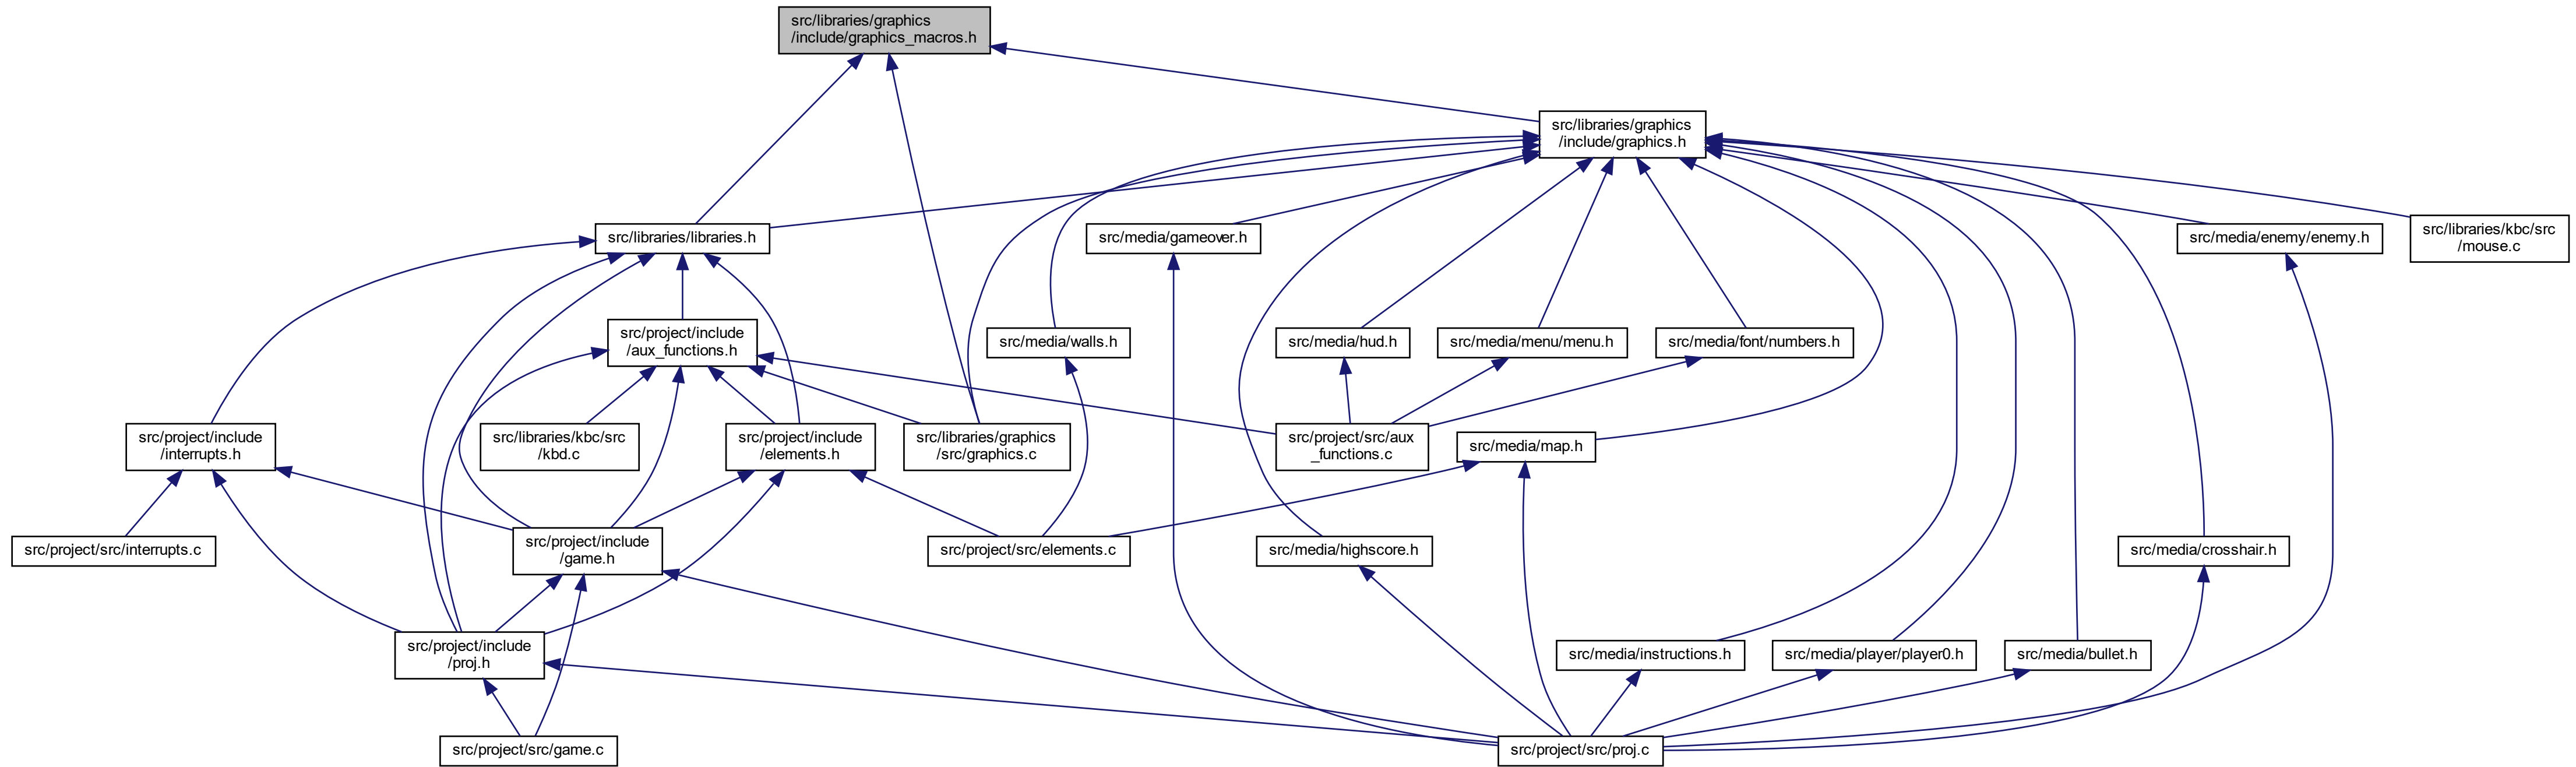 src/libraries/graphics
/include/graphics_macros.h
src/libraries/graphics
/include/graphics.h
src/libraries/libraries.h
src/media/gameover.h
src/media/enemy/enemy.h
src/libraries/kbc/src
/mouse.c
src/project/include
/aux_functions.h
src/media/walls.h
src/media/hud.h
src/media/menu/menu.h
src/media/font/numbers.h
src/project/include
/interrupts.h
src/libraries/kbc/src
/kbd.c
src/project/include
/elements.h
src/libraries/graphics
/src/graphics.c
src/project/src/aux
_functions.c
src/media/map.h
src/project/src/interrupts.c
src/project/include
/game.h
src/project/src/elements.c
src/media/highscore.h
src/media/crosshair.h
src/project/include
/proj.h
src/media/instructions.h
src/media/player/player0.h
src/media/bullet.h
src/project/src/game.c
src/project/src/proj.c